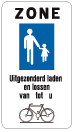 ZONE
Uitgezonderd laden
en lossen
van tot u